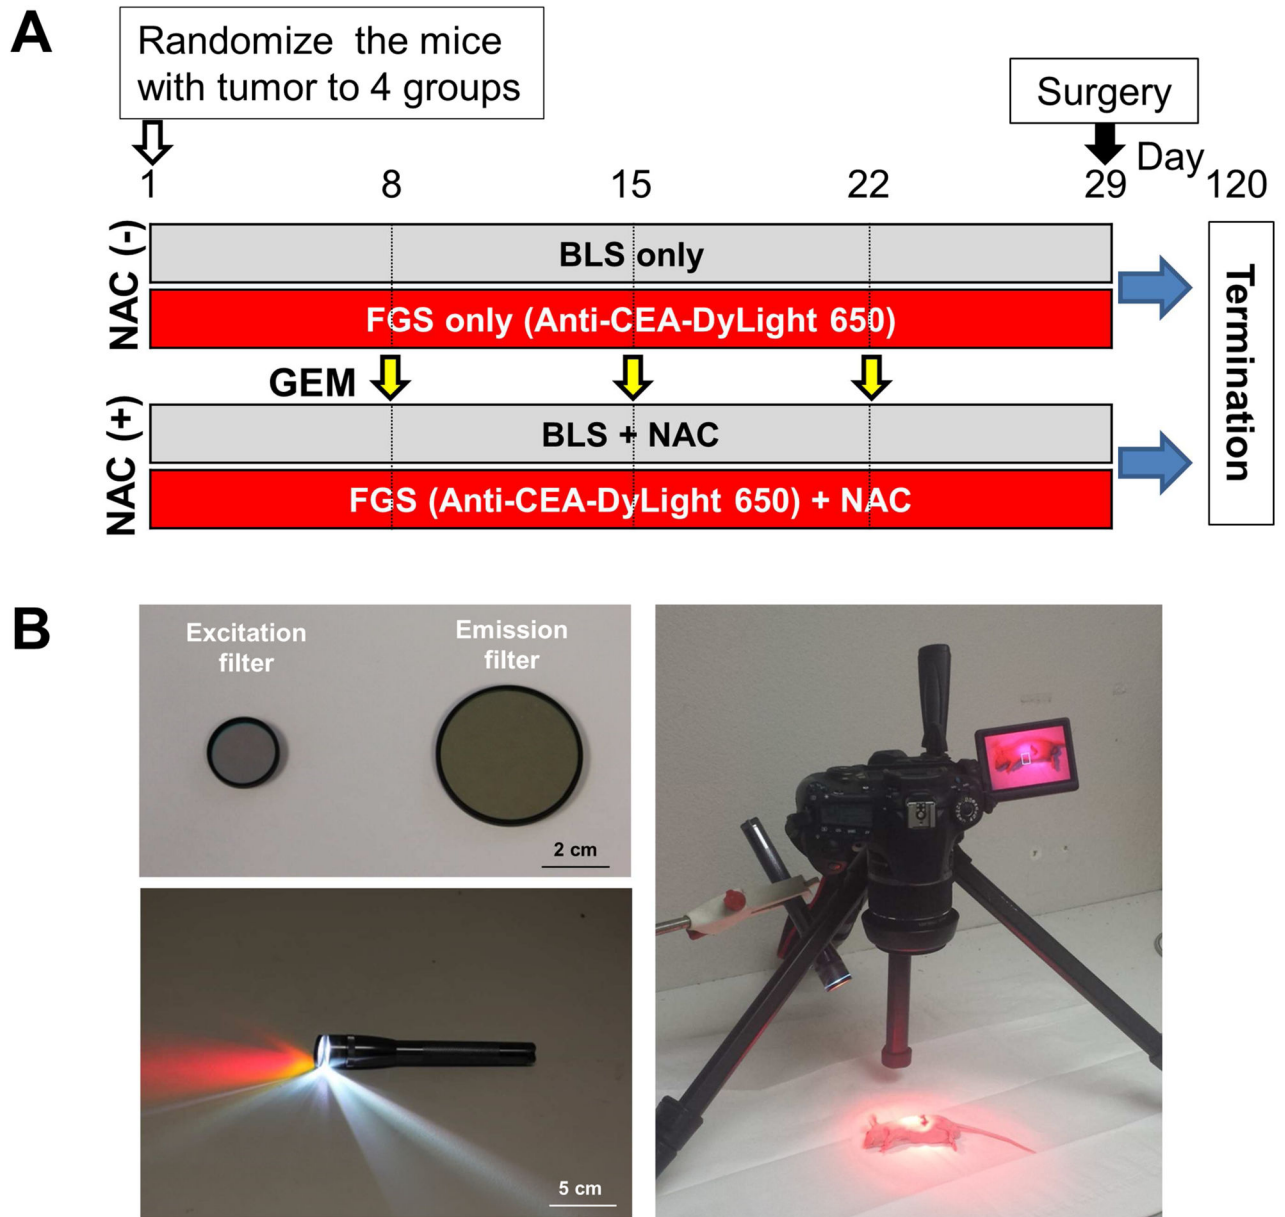 A
Randomize the mice
with tumor to 4 groups
Surgery
Day
1 8 15 22 29 120
NAC (-)
BLS only
FGS only (Anti-CEA-DyLight 650)
GEM
NAC (+)
BLS + NAC
FGS (Anti-CEA-DyLight 650) + NAC
Termination
B
Excitation
filter
Emission
filter
2 cm
5 cm